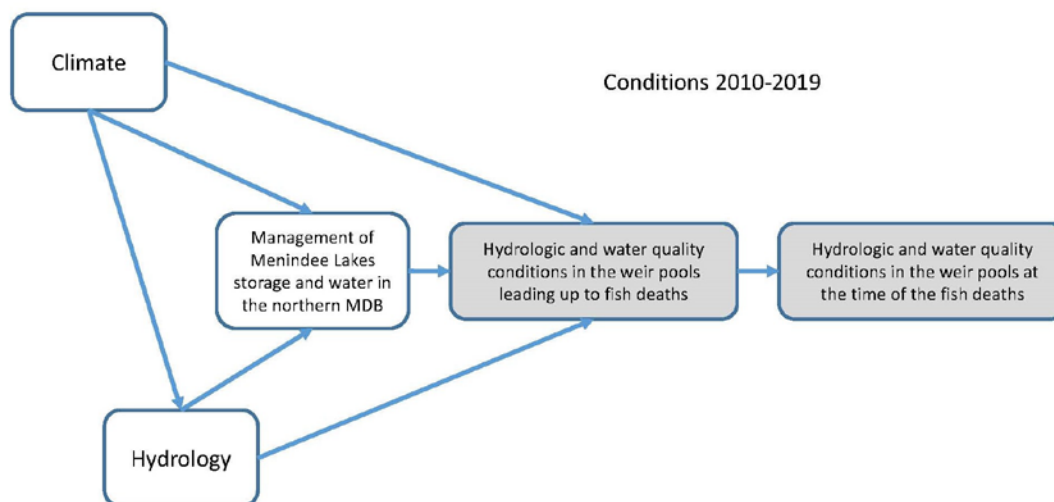 Climate
Conditions 2010-2019
Management of
Menindee Lakes
storage and water in
the northern MDB
Hydrologic and water quality
conditions in the weir pools
leading up to fish deaths
Hydrologic and water quality
conditions in the weir pools at
the time of the fish deaths
Hydrology